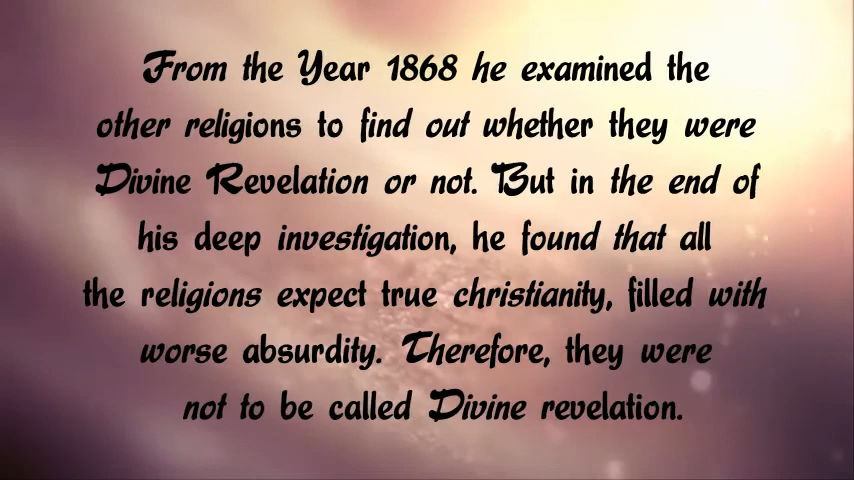 From the Year 1868 he examined the
other religions to find out whether they were
Divine Revelation or not. But in the end of
his deep investigation, he found that all
the religions expect true christianity, filled with
worse absurdity. Therefore, they were
not to be called Divine revelation.